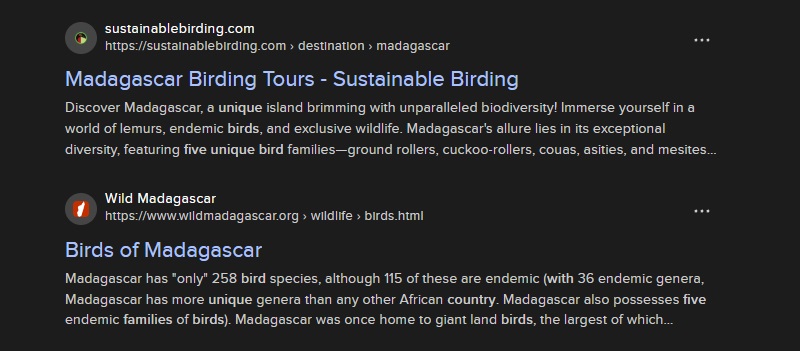 sustainablebirding.com
https://sustainablebirding.com › destination › madagascar
Madagascar Birding Tours - Sustainable Birding
Discover Madagascar, a unique island brimming with unparalleled biodiversity! Immerse yourself in a
world of lemurs, endemic birds, and exclusive wildlife. Madagascar's allure lies in its exceptional
diversity, featuring five unique bird families—ground rollers, cuckoo-rollers, couas, asities, and mesites...
Wild Madagascar
https://www.wildmadagascar.org › wildlife › birds.html
Birds of Madagascar
Madagascar has "only" 258 bird species, although 115 of these are endemic (with 36 endemic genera,
Madagascar has more unique genera than any other African country. Madagascar also possesses five
endemic families of birds). Madagascar was once home to giant land birds, the largest of which...